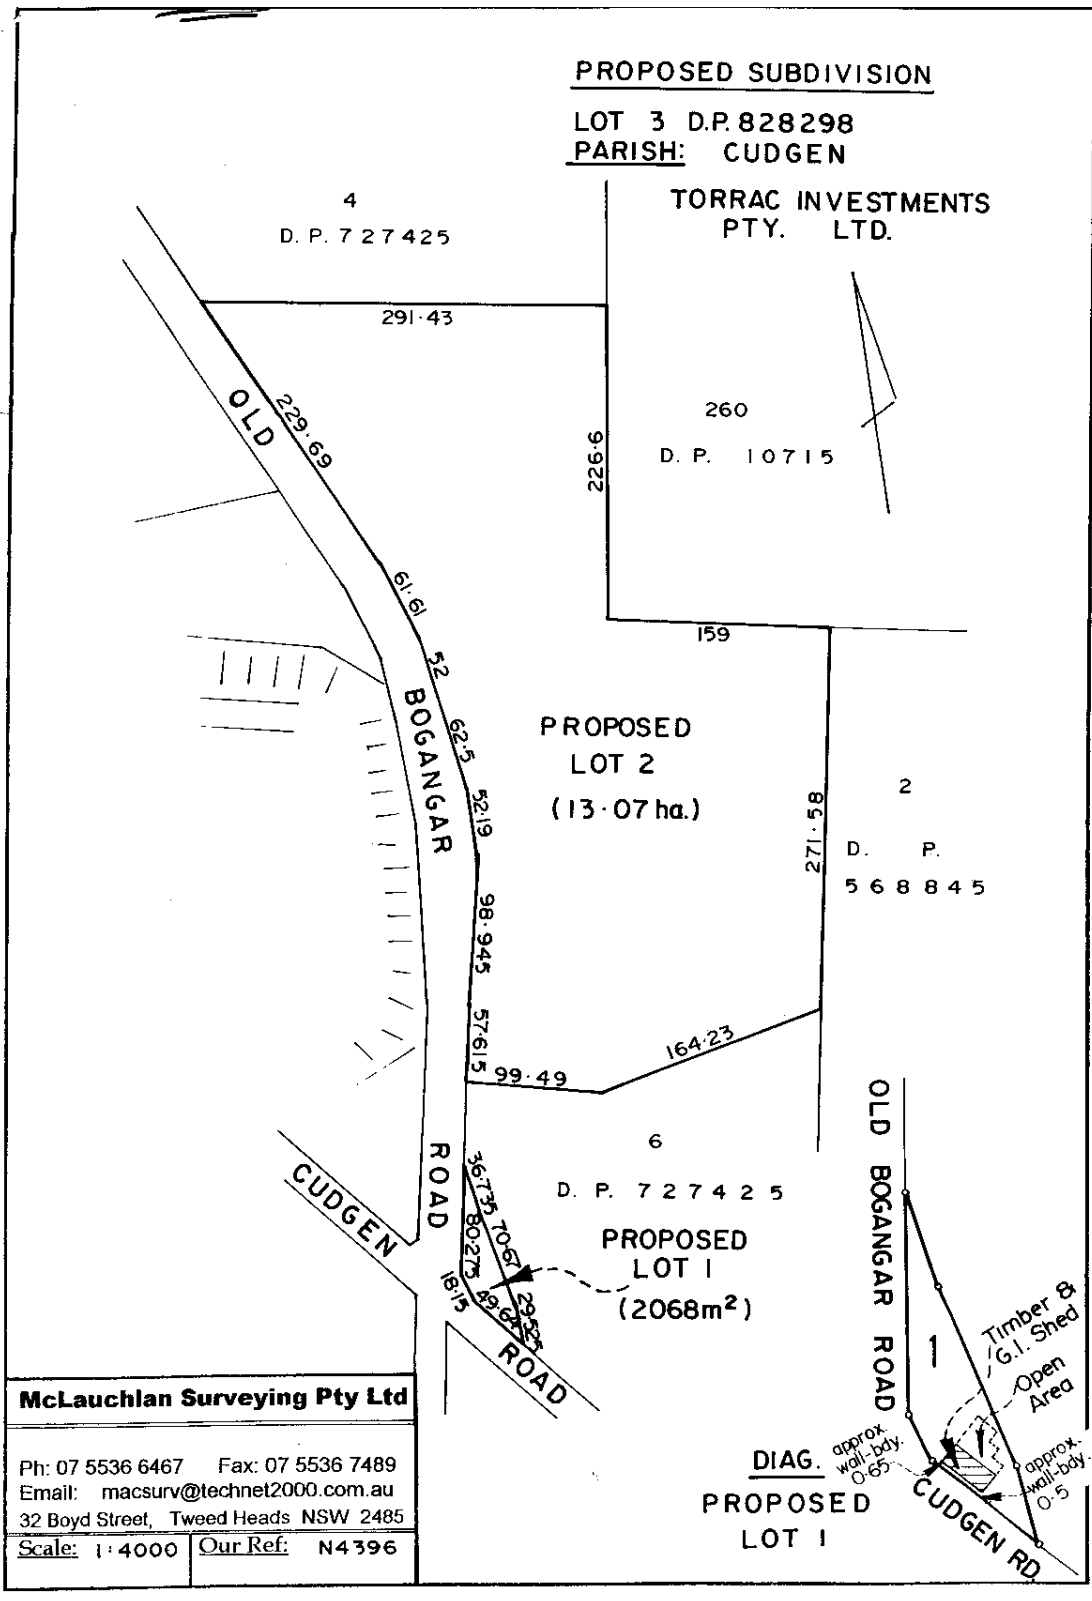 PROPOSED SUBDIVISION
LOT 3 D.P. 828298
PARISH: CUDGEN
TORRAC INVESTMENTS
PTY. LTD.
4
D. P. 727425
291·43
229·69
OLD
260
D. P. 10715
226·6
61·61
159
52
BOGANGAR
62·5
PROPOSED
LOT 2
(13·07 ha.)
52·19
271·58
2
D. P.
568845
98·945
57·615
99·49
164·23
ROAD
CUDGEN
6
D. P. 727425
36·735
70·67
80·275
29·525
18·15
49·64
PROPOSED
LOT 1
(2068m²)
ROAD
OLD BOGANGAR ROAD
1
Timber &
G.I. Shed
Open
Area
approx.
wall-bdy.
0·65
approx.
wall-bdy.
0·5
CUDGEN RD.
DIAG.
PROPOSED
LOT 1
McLauchlan Surveying Pty Ltd
Ph: 07 5536 6467 Fax: 07 5536 7489
Email: macsurv@technet2000.com.au
32 Boyd Street, Tweed Heads NSW 2485
Scale: 1:4000 Our Ref: N4396